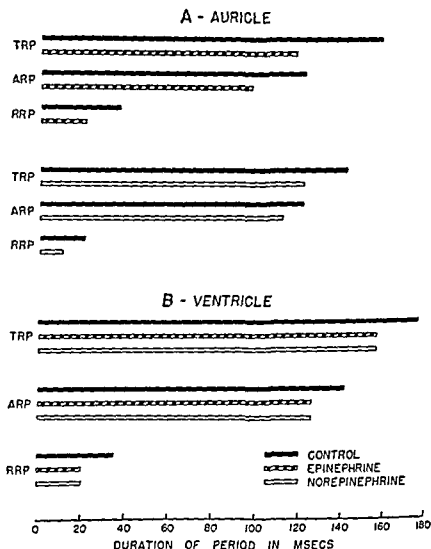 A - AURICLE
TRP
ARP
RRP
TRP
ARP
RRP
B - VENTRICLE
TRP
ARP
RRP
CONTROL
EPINEPHRINE
NOREPINEPHRINE
0 20 40 60 80 100 120 140 160 180
DURATION OF PERIOD IN MSECS